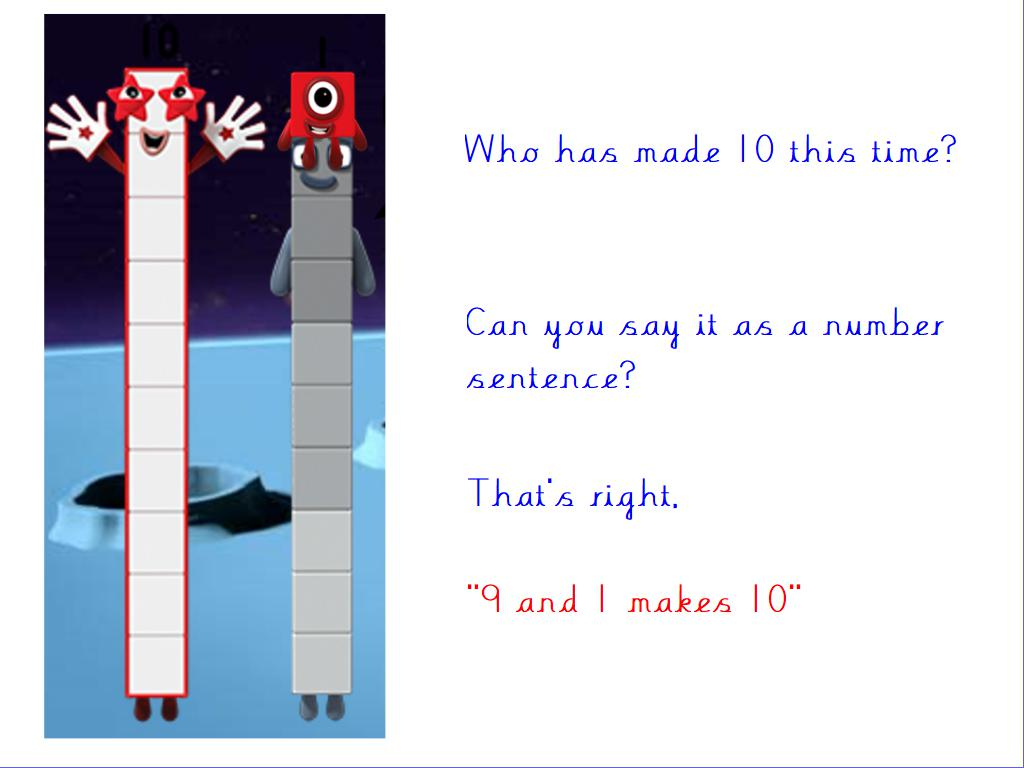 10
1
Who has made 10 this time?
Can you say it as a number
sentence?
That's right,
"9 and 1 makes 10"